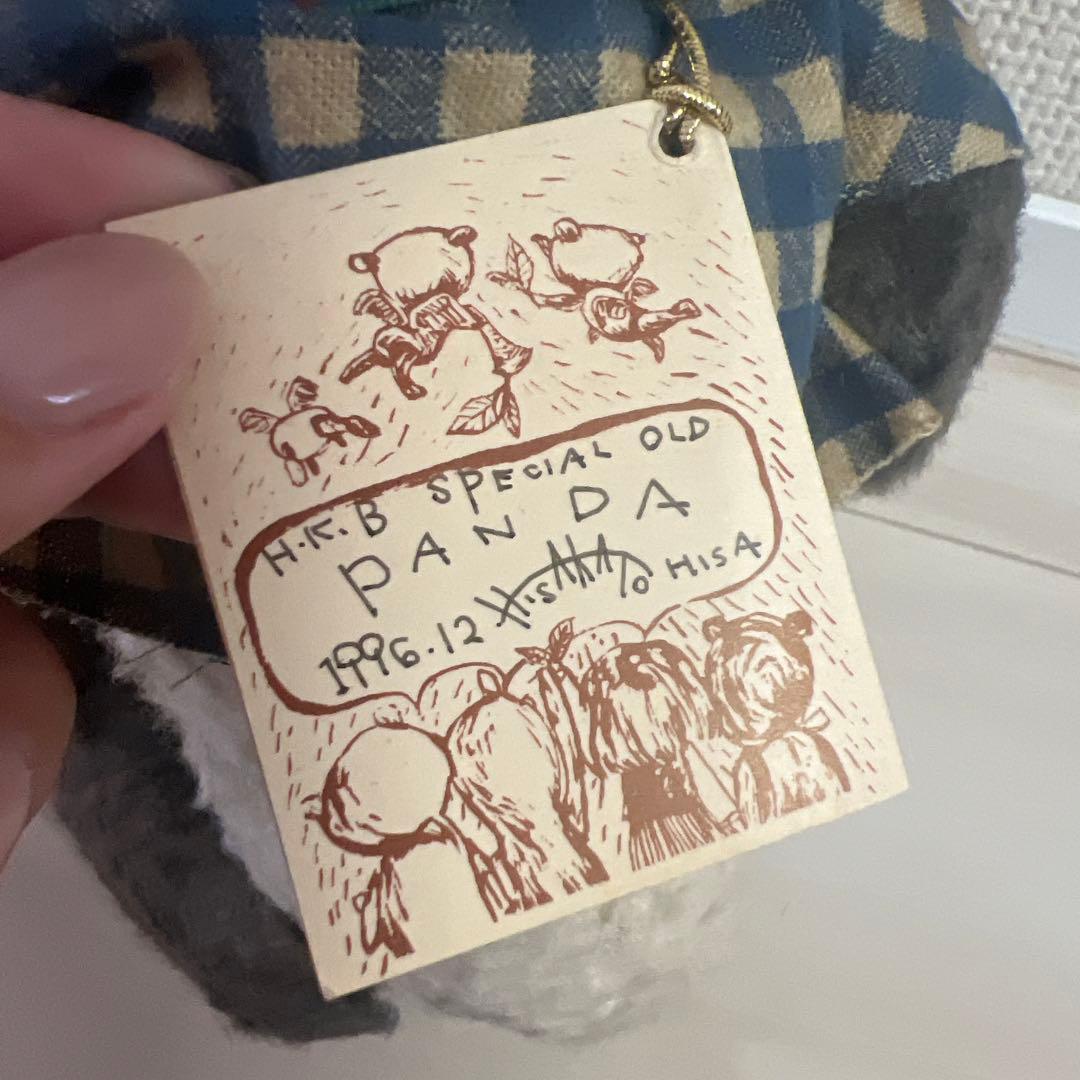 H.K.B SPECIAL OLD
PANDA
1996.12 HISA